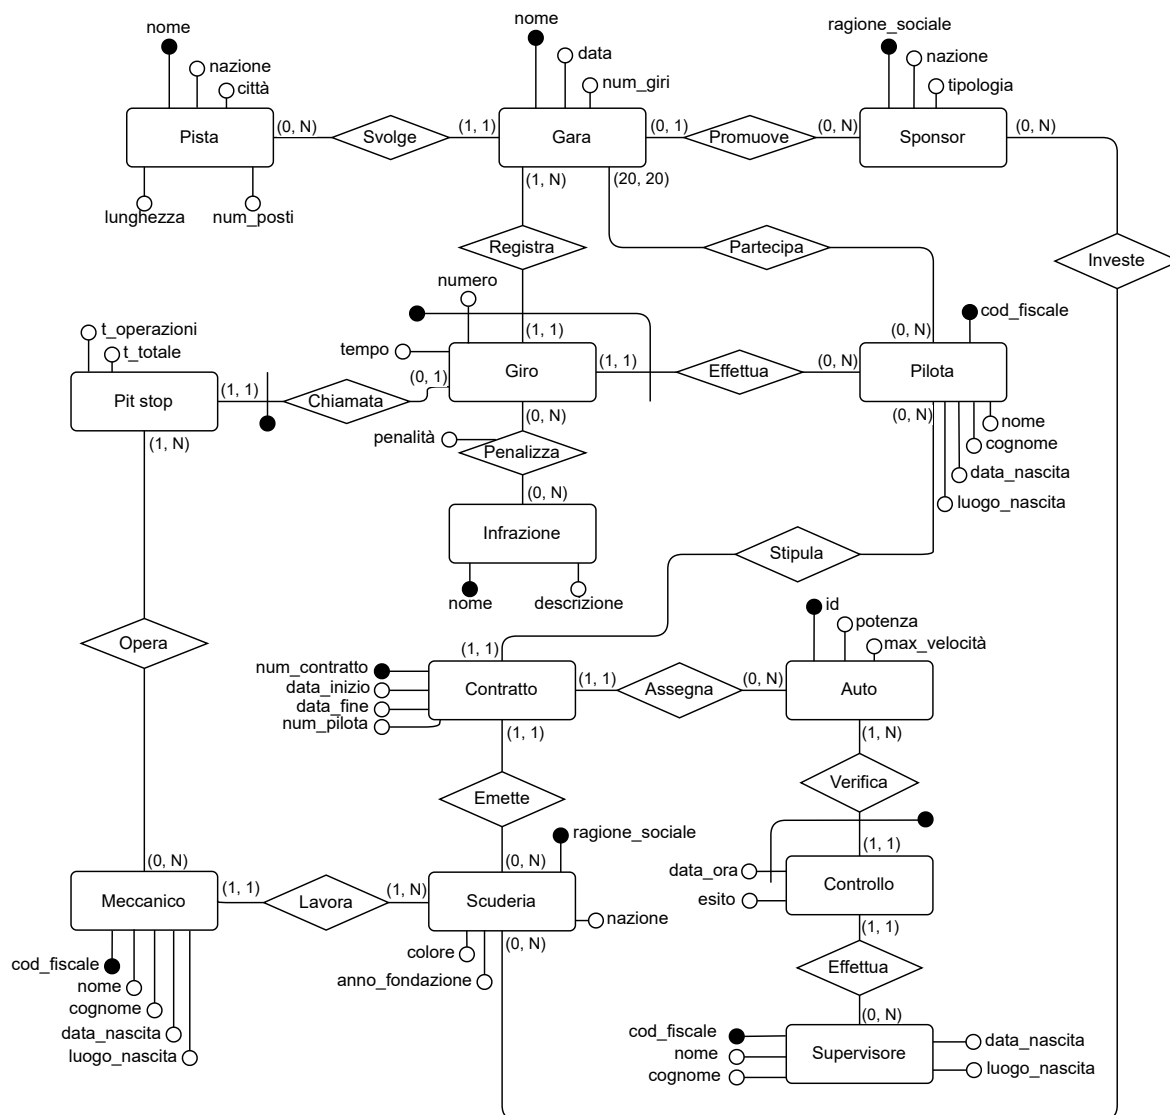 nome
nazione
città
Pista
lunghezza
num_posti
(0, N)
Svolge
(1, 1)
nome
data
num_giri
Gara
(0, 1)
Promuove
(0, N)
ragione_sociale
nazione
tipologia
Sponsor
(0, N)
(1, N)
(20, 20)
Registra
Partecipa
Investe
numero
tempo
(1, 1)
Giro
(1, 1)
Effettua
(0, N)
(0, N)
cod_fiscale
Pilota
nome
cognome
data_nascita
luogo_nascita
(0, N)
t_operazioni
t_totale
Pit stop
(1, 1)
Chiamata
(0, 1)
(1, N)
(0, N)
penalità
Penalizza
(0, N)
Infrazione
nome
descrizione
Stipula
Opera
(1, 1)
num_contratto
data_inizio
data_fine
num_pilota
Contratto
(1, 1)
Assegna
(0, N)
id
potenza
max_velocità
Auto
(1, 1)
(1, N)
Emette
Verifica
ragione_sociale
(0, N)
(0, N)
Meccanico
(1, 1)
Lavora
(1, N)
Scuderia
nazione
colore
anno_fondazione
(0, N)
cod_fiscale
nome
cognome
data_nascita
luogo_nascita
(1, 1)
data_ora
esito
Controllo
(1, 1)
Effettua
(0, N)
cod_fiscale
nome
cognome
Supervisore
data_nascita
luogo_nascita